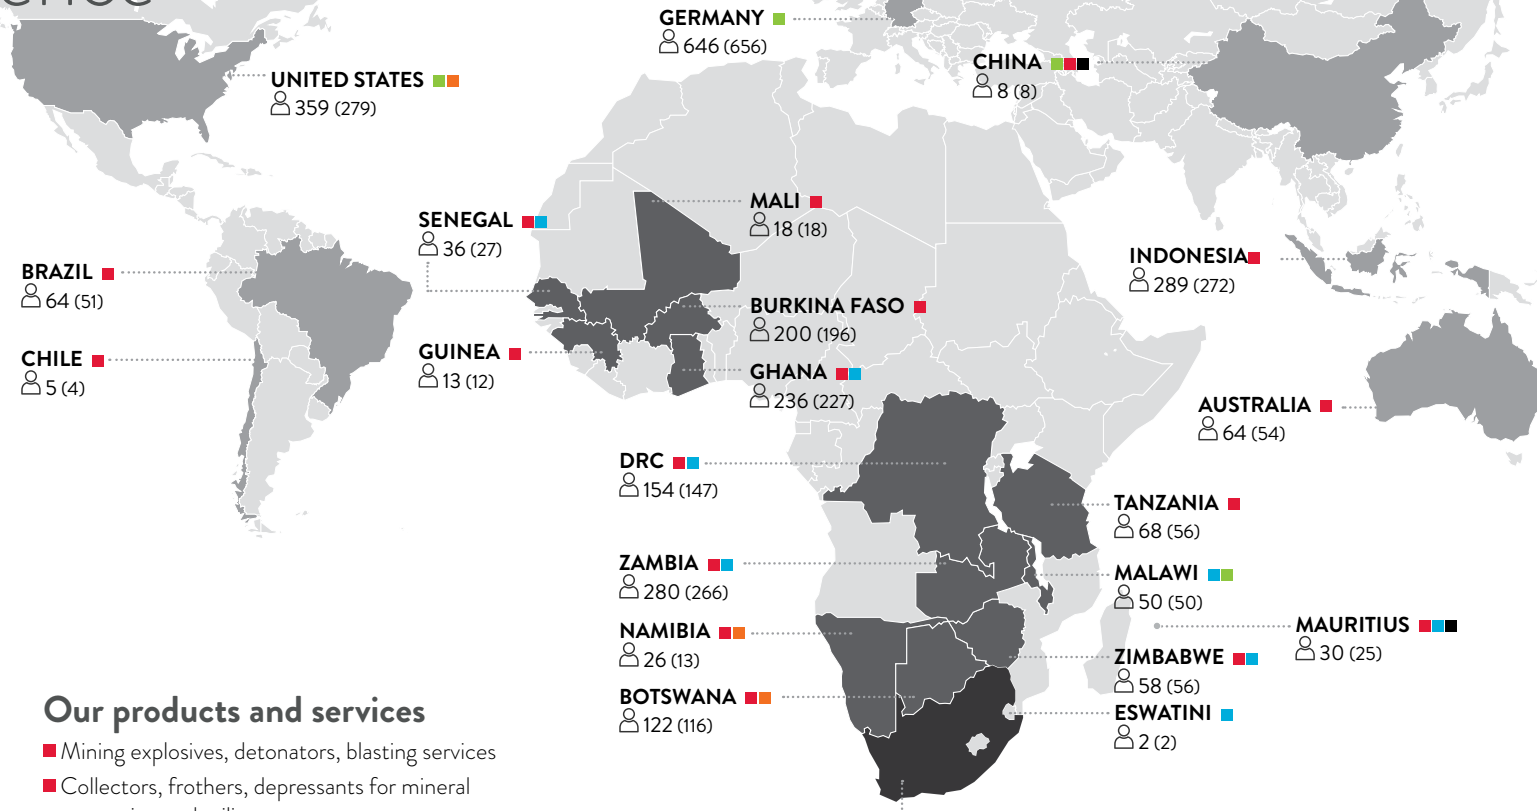 UNITED STATES
359 (279)
GERMANY
646 (656)
CHINA
8 (8)
SENEGAL
36 (27)
MALI
18 (18)
INDONESIA
289 (272)
BRAZIL
64 (51)
BURKINA FASO
200 (196)
CHILE
5 (4)
GUINEA
13 (12)
GHANA
236 (227)
AUSTRALIA
64 (54)
DRC
154 (147)
TANZANIA
68 (56)
ZAMBIA
280 (266)
MALAWI
50 (50)
NAMIBIA
26 (13)
MAURITIUS
30 (25)
ZIMBABWE
58 (56)
BOTSWANA
122 (116)
ESWATINI
2 (2)
Our products and services
Mining explosives, detonators, blasting services
Collectors, frothers, depressants for mineral